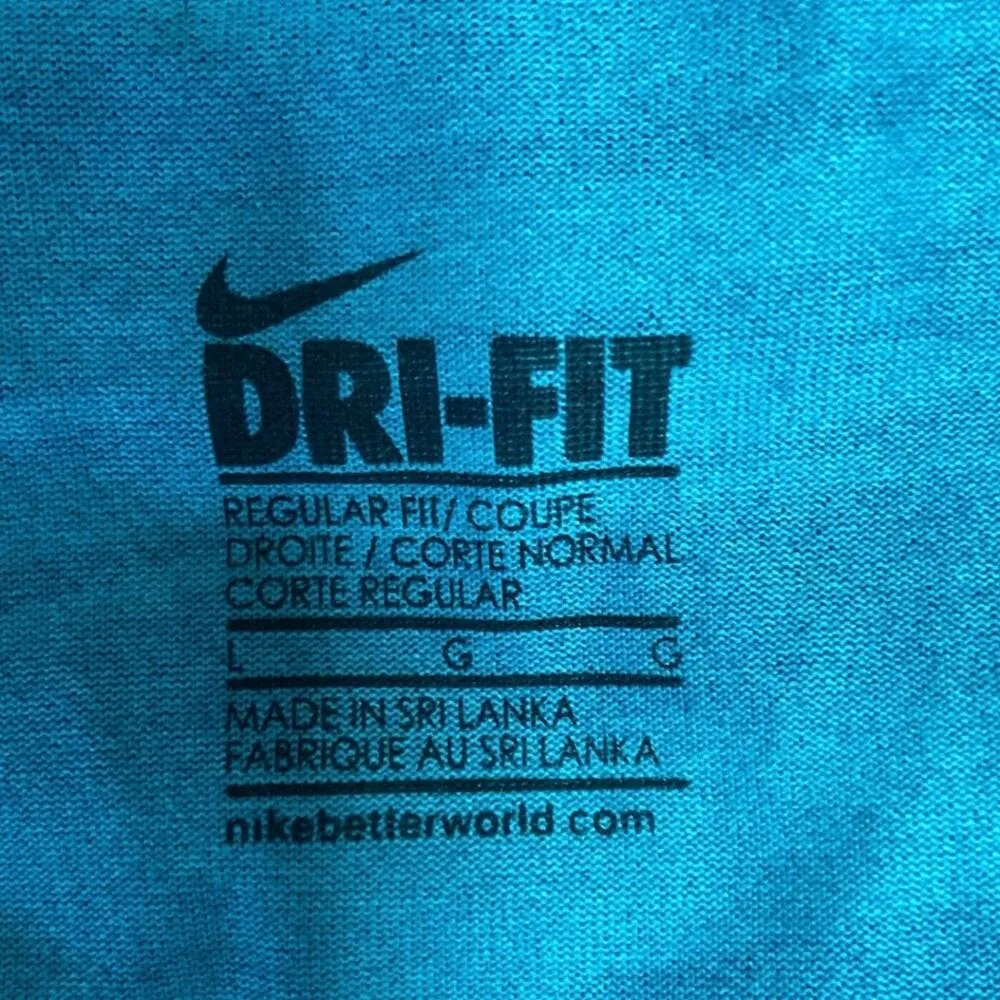 DRI-FIT
REGULAR FIT/ COUPE
DROITE / CORTE NORMAL
CORTE REGULAR
L G G
MADE IN SRI LANKA
FABRIQUE AU SRI LANKA
nikebetterworld.com